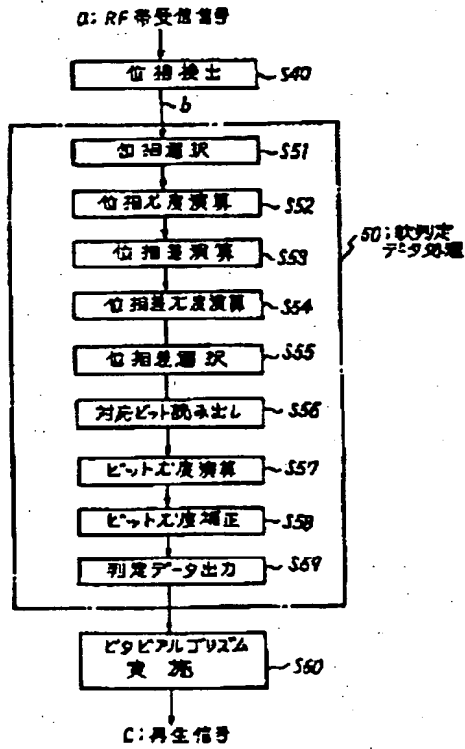 a:RF帯受信信号
位相検出
S40
b
位相選択
S51
位相尤度演算
S52
位相差演算
S53
位相差尤度演算
S54
位相差選択
S55
対応ビット読み出し
S56
ビット尤度演算
S57
ビット尤度補正
S58
判定データ出力
S59
50;軟判定
データ処理
ビタビアルゴリズム
実施
S60
C:再生信号